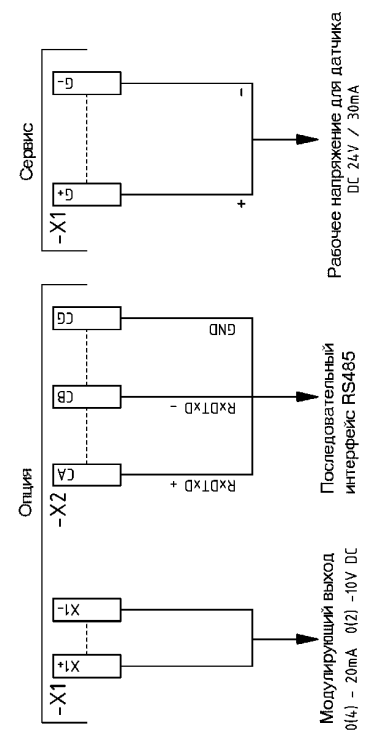 Опция
Сервис
-X1
X1+
X1-
-X2
CA
CB
CG
-X1
G+
G-
RxDTxD +
RxDTxD -
GND
+
-
Модулирующий выход
0(4) - 20mA 0(2) -10V DC
Последовательный
интерфейс RS485
Рабочее напряжение для датчика
DC 24V / 30mA